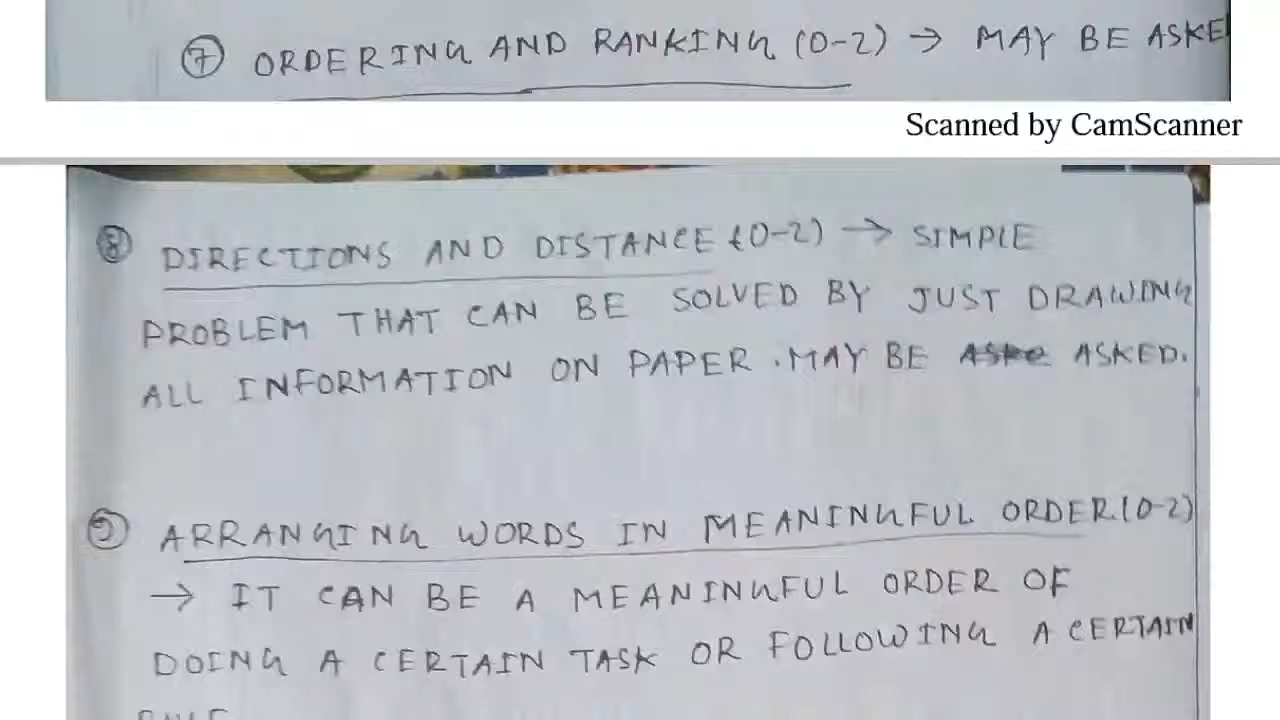 ⑦ ORDERING AND RANKING (0-2) → MAY BE ASKE
Scanned by CamScanner
⑧ DIRECTIONS AND DISTANCE (0-2) → SIMPLE
PROBLEM THAT CAN BE SOLVED BY JUST DRAWING
ALL INFORMATION ON PAPER. MAY BE ASKED.
⑨ ARRANGING WORDS IN MEANINGFUL ORDER (0-2)
→ IT CAN BE A MEANINGFUL ORDER OF
DOING A CERTAIN TASK OR FOLLOWING A CERTAIN